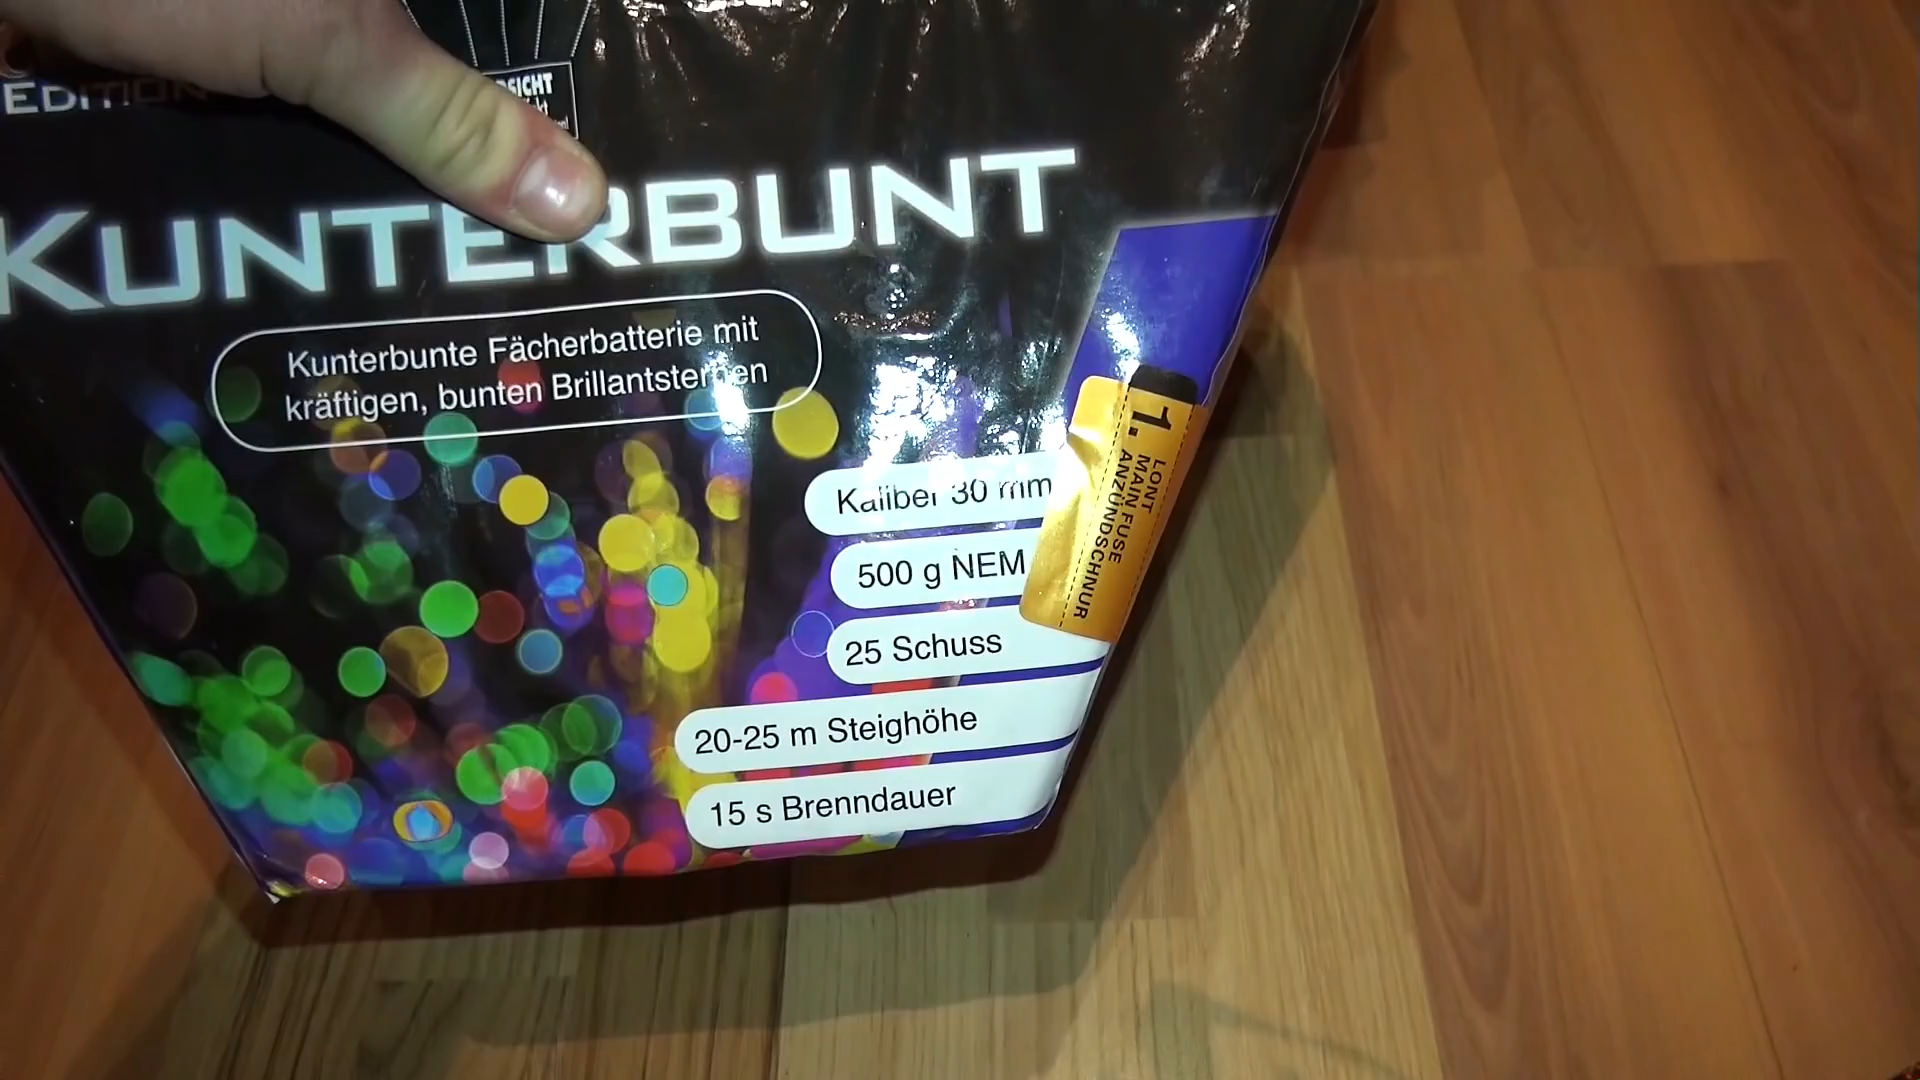 EDITION
KUNTERBUNT
Kunterbunte Fächerbatterie mit
kräftigen, bunten Brillantsternen
Kaliber 30 mm
500 g NEM
25 Schuss
20-25 m Steighöhe
15 s Brenndauer
1.
LONT
MAIN FUSE
ANZÜNDSCHNUR